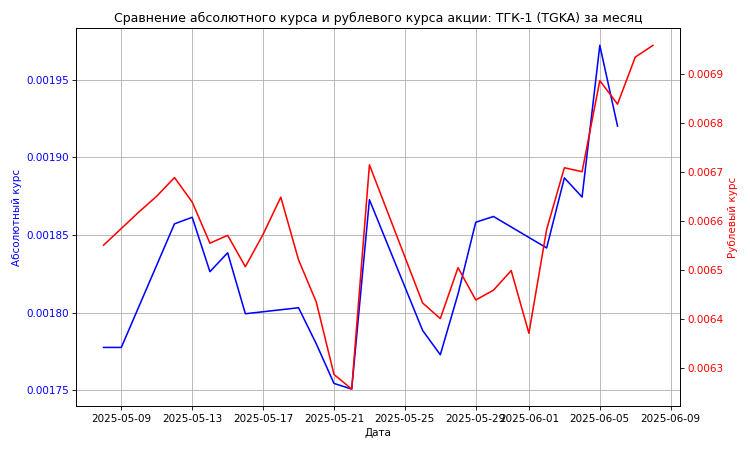 Сравнение абсолютного курса и рублевого курса акции: ТГК-1 (TGKA) за месяц
Абсолютный курс
0.00195
0.00190
0.00185
0.00180
0.00175
0.0069
0.0068
0.0067
0.0066
0.0065
0.0064
0.0063
Рублевый курс
2025-05-09 2025-05-13 2025-05-17 2025-05-21 2025-05-25 2025-05-29 2025-06-01 2025-06-05 2025-06-09
Дата